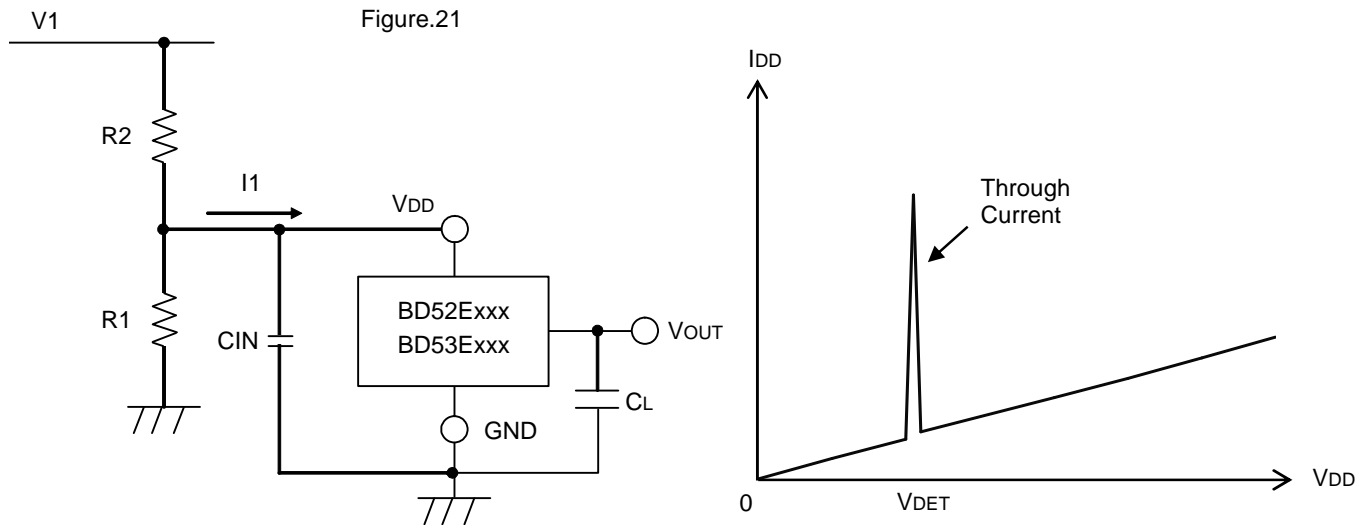 V1
Figure.21
R2
I1
VDD
R1
CIN
BD52Exxx
BD53Exxx
VOUT
CL
GND
IDD
Through
Current
0
VDET
VDD